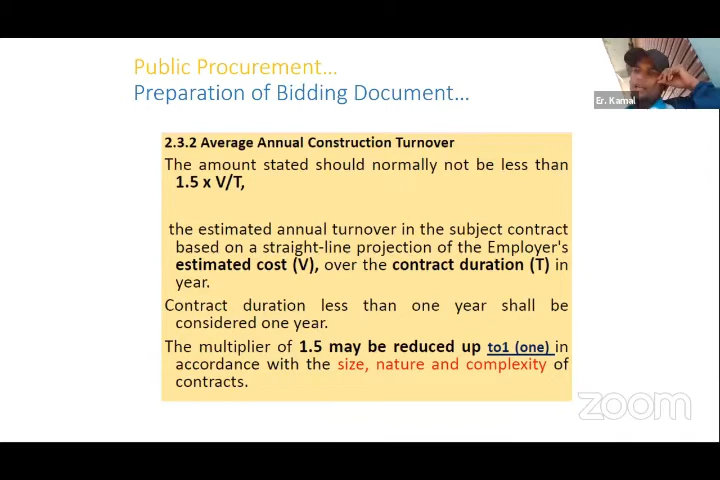 Public Procurement...
Preparation of Bidding Document...
Er. Kamal
2.3.2 Average Annual Construction Turnover
The amount stated should normally not be less than
1.5 x V/T,
the estimated annual turnover in the subject contract
based on a straight-line projection of the Employer's
estimated cost (V), over the contract duration (T) in
year.
Contract duration less than one year shall be
considered one year.
The multiplier of 1.5 may be reduced up to1 (one) in
accordance with the size, nature and complexity of
contracts.
zoom